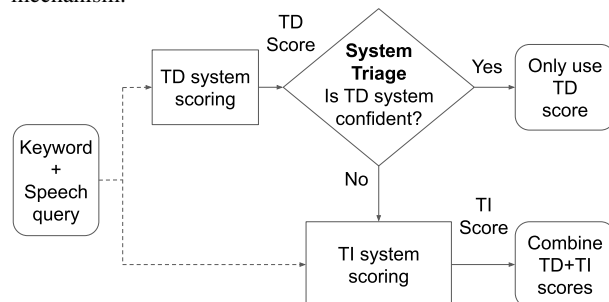 mechanism.
TD
Score
System
Triage
Is TD system
confident?
Yes
Only use
TD
score
TD system
scoring
Keyword
+
Speech
query
No
TI
Score
TI system
scoring
Combine
TD+TI
scores